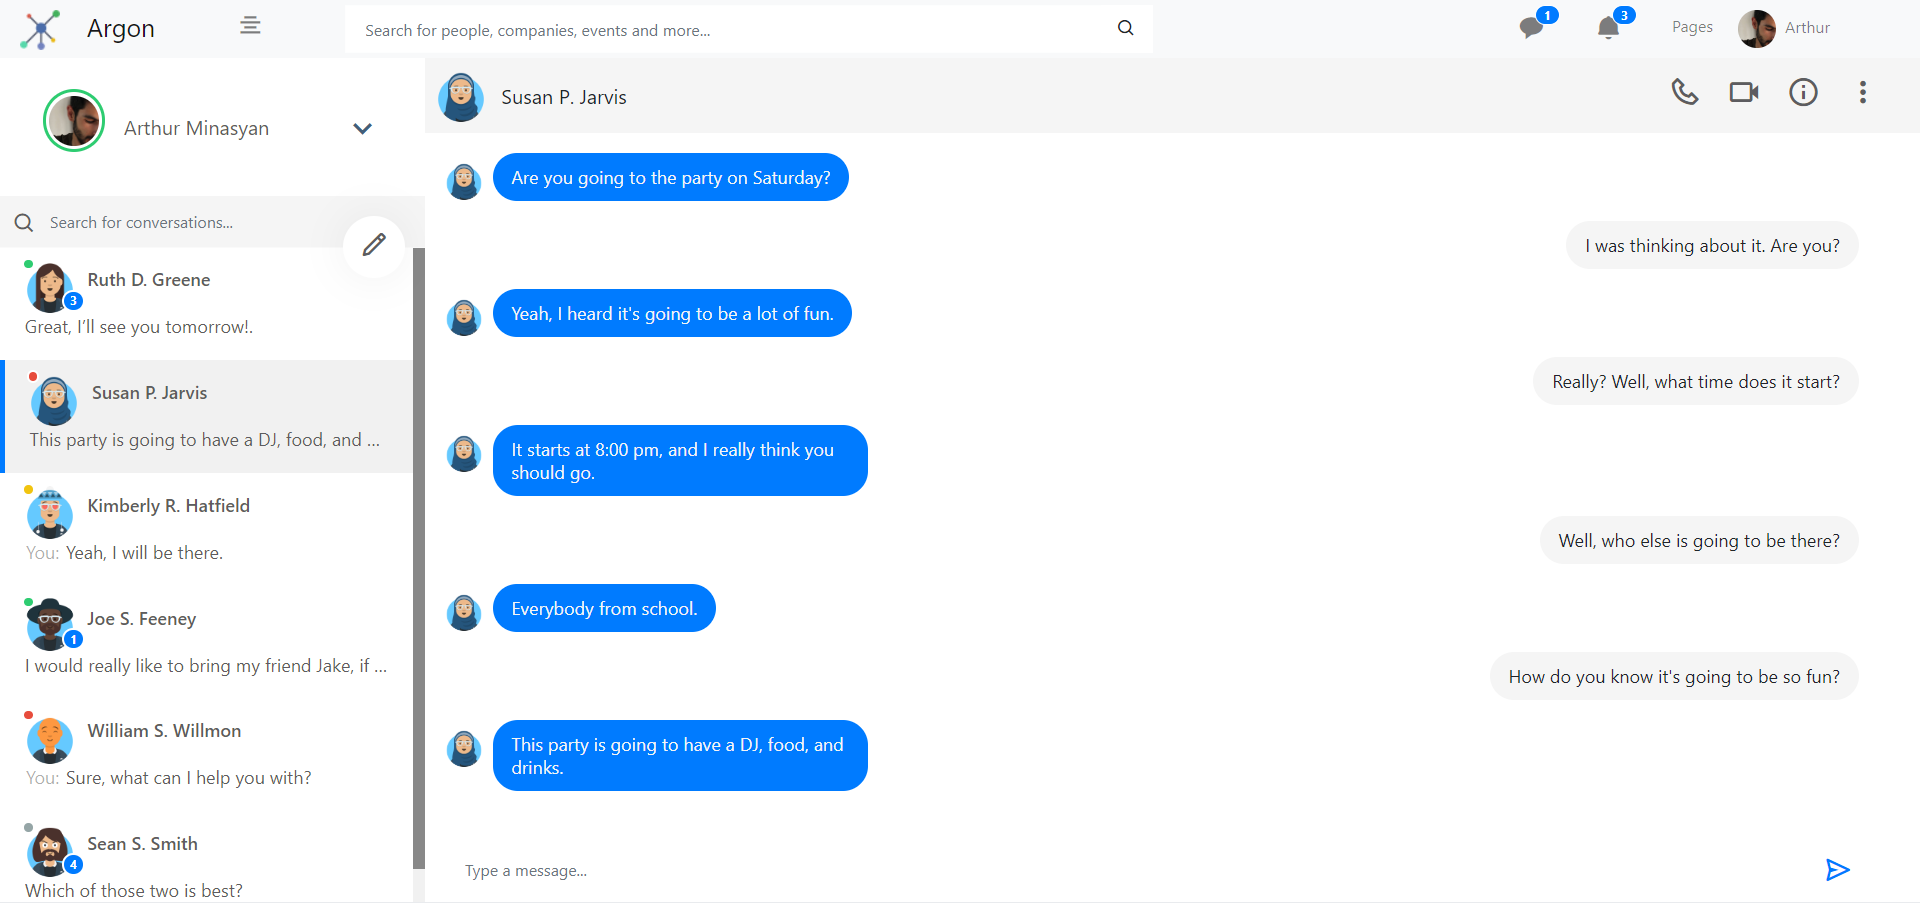 Argon
Search for people, companies, events and more...
1
3
Pages
Arthur
Arthur Minasyan
Search for conversations...
Ruth D. Greene
3
Great, I’ll see you tomorrow!.
Susan P. Jarvis
This party is going to have a DJ, food, and ...
Kimberly R. Hatfield
You: Yeah, I will be there.
Joe S. Feeney
1
I would really like to bring my friend Jake, if ...
William S. Willmon
You: Sure, what can I help you with?
Sean S. Smith
4
Which of those two is best?
Susan P. Jarvis
Are you going to the party on Saturday?
I was thinking about it. Are you?
Yeah, I heard it's going to be a lot of fun.
Really? Well, what time does it start?
It starts at 8:00 pm, and I really think you
should go.
Well, who else is going to be there?
Everybody from school.
How do you know it's going to be so fun?
This party is going to have a DJ, food, and
drinks.
Type a message...